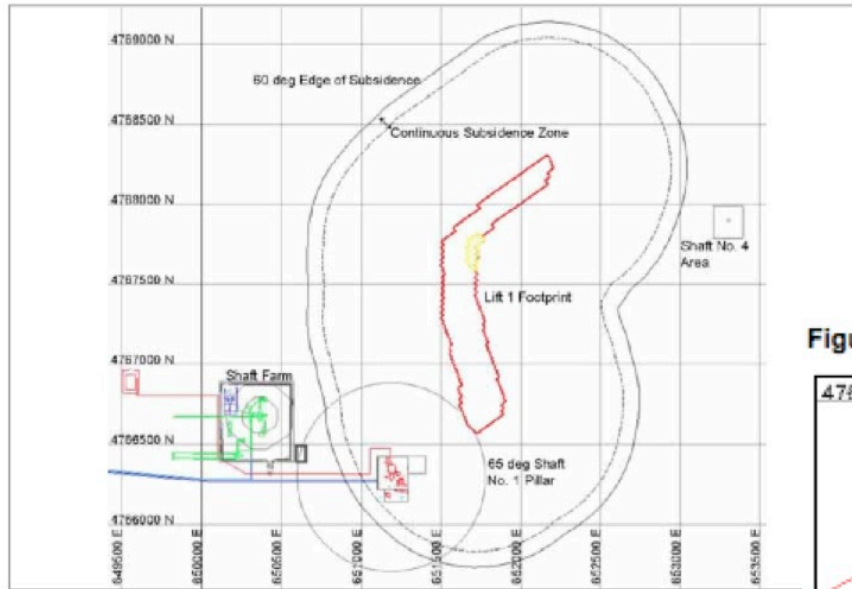 4769000 N
60 deg Edge of Subsidence
4768500 N
Continuous Subsidence Zone
4768000 N
Shaft No. 4
Area
4767500 N
Lift 1 Footprint
4767000 N
Figu
Shaft Farm
476
4766500 N
65 deg Shaft
No. 1 Pillar
4766000 N
649500 E
650000 E
650500 E
651000 E
651500 E
652000 E
652500 E
653000 E
653500 E